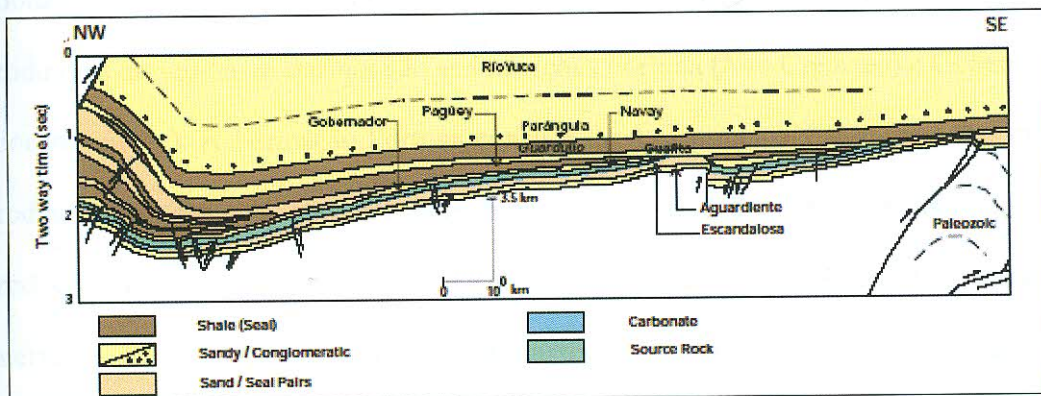 NW
SE
0
1
2
3
Two way time (sec)
Río Yuca
Pagüey
Navay
Gobernador
Parángula
Guardulio
Guafita
3.5 km
Aguardiente
Escandalosa
Paleozoic
0
0 10 km
Shale (Seal)
Carbonate
Sandy / Conglomeratic
Source Rock
Sand / Seal Pairs